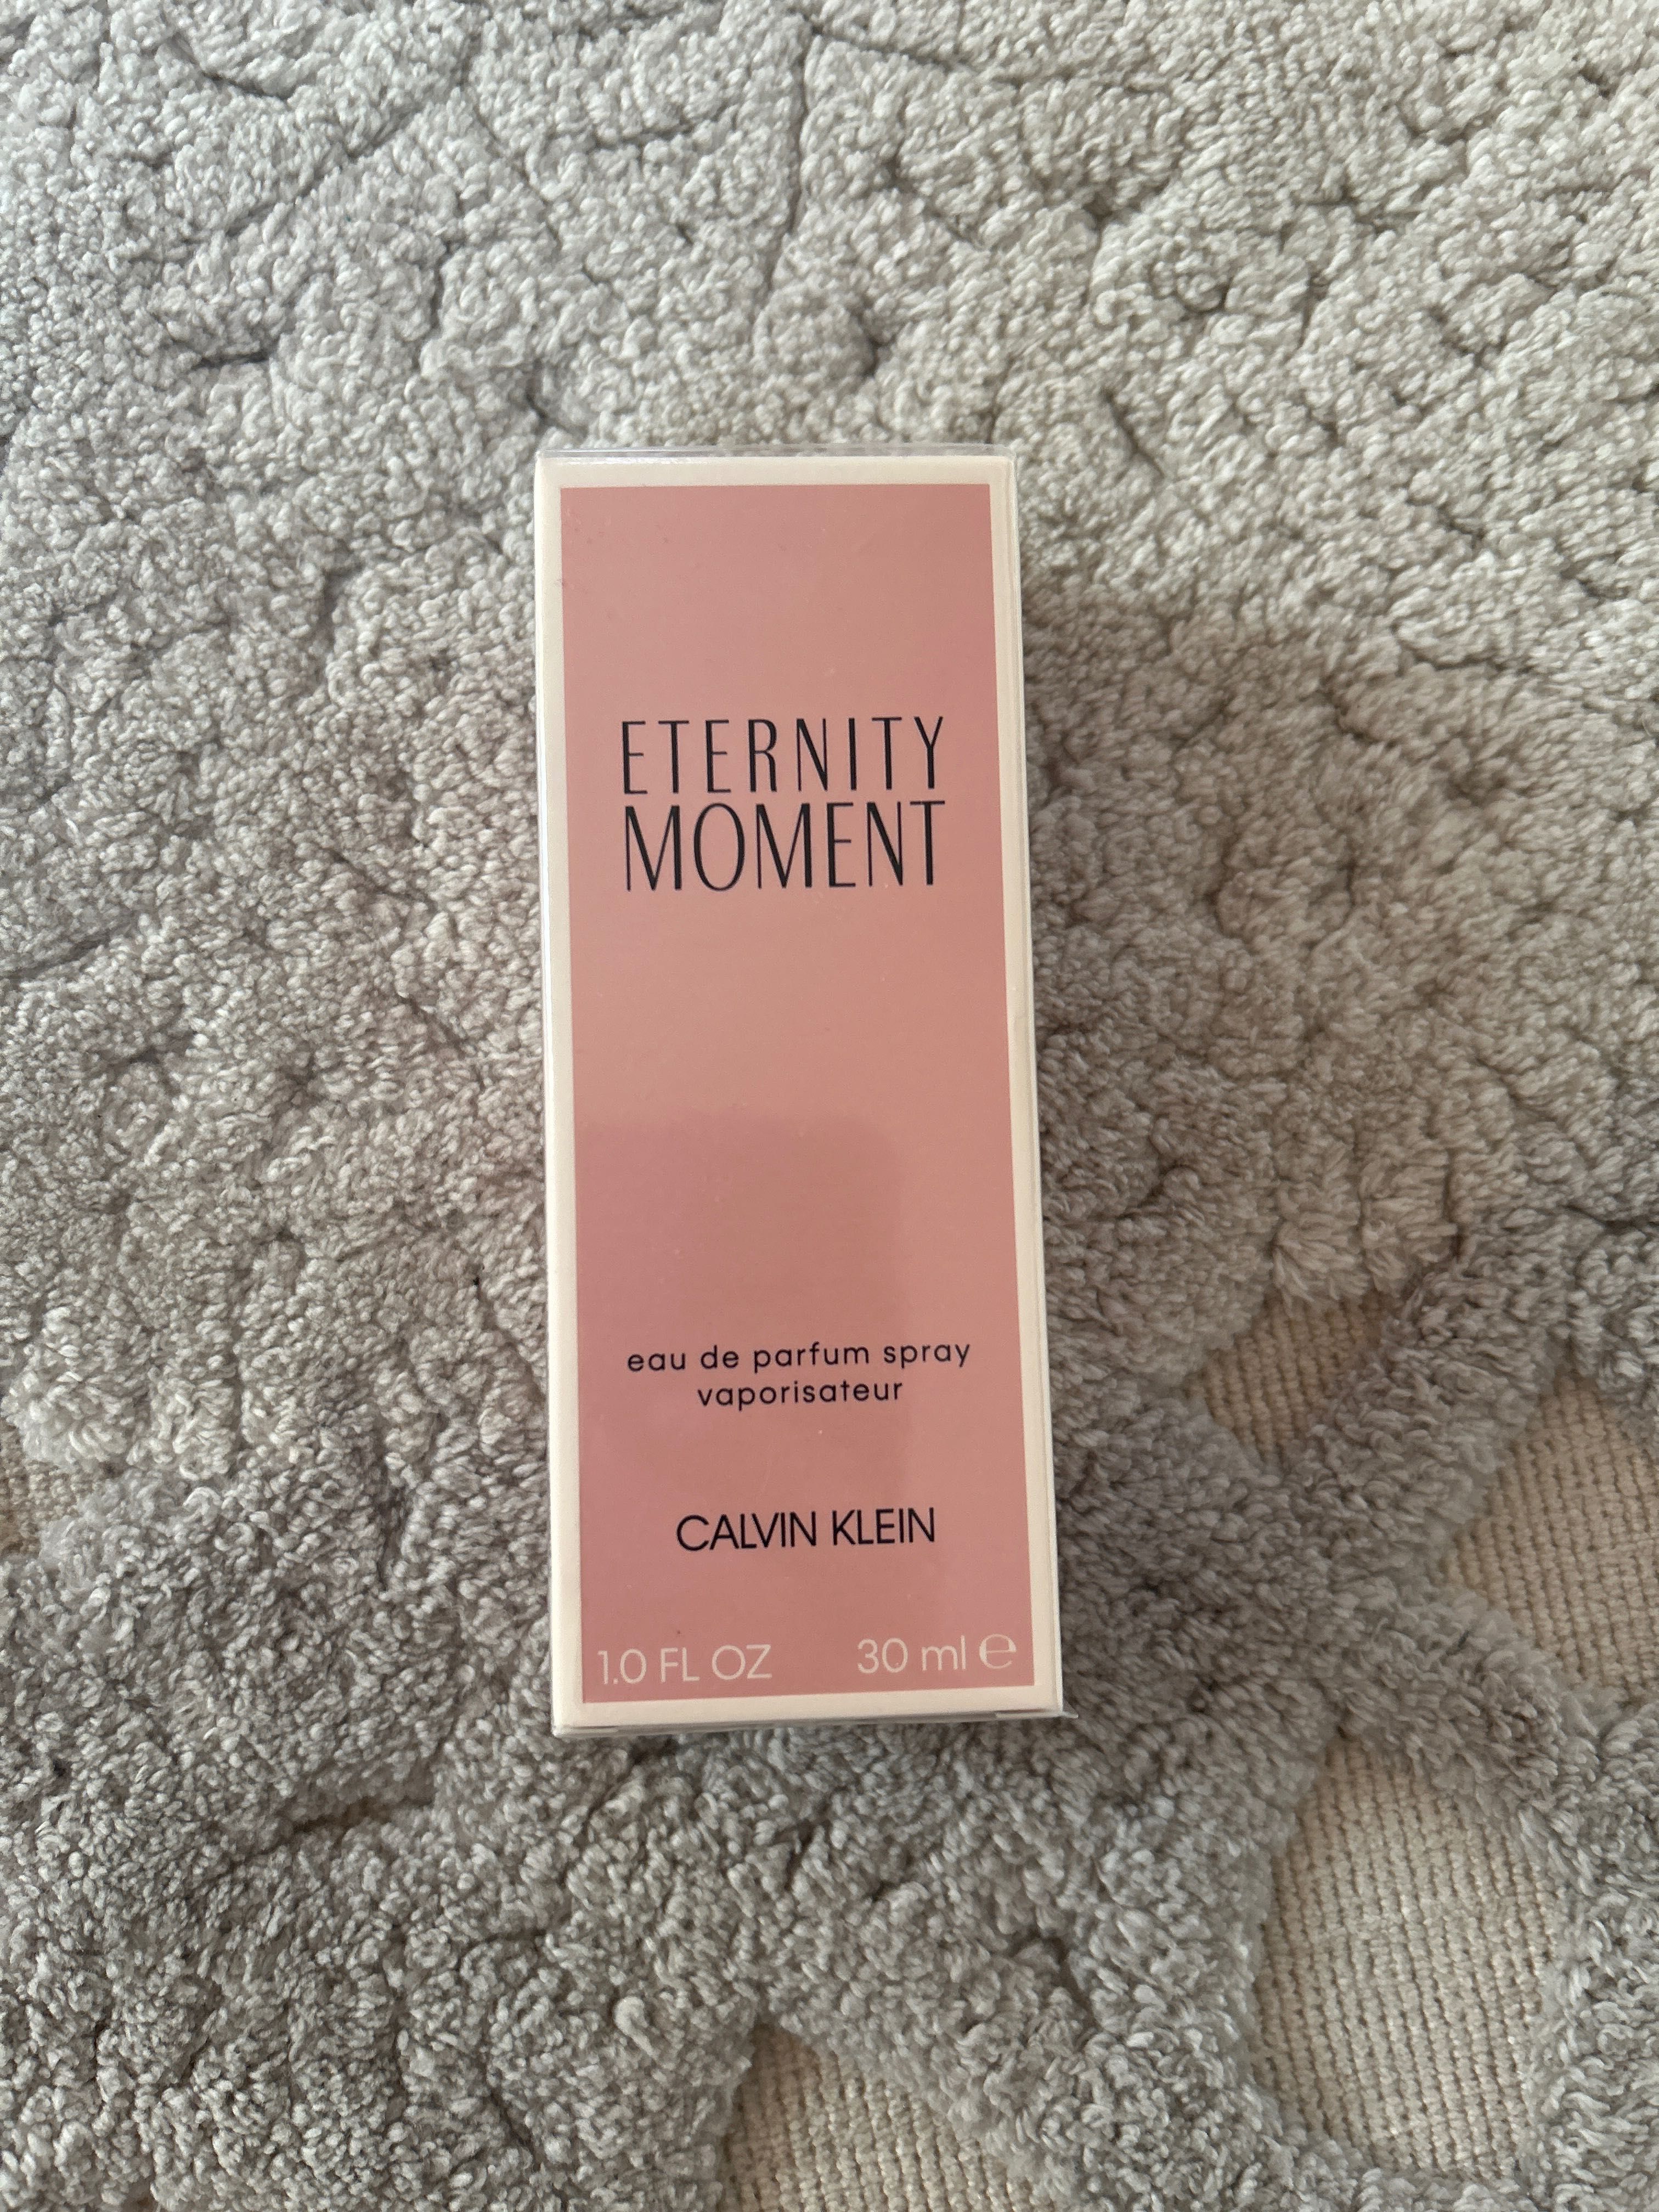 ETERNITY
MOMENT
eau de parfum spray
vaporisateur
CALVIN KLEIN
1.0 FL OZ 30 ml ℮